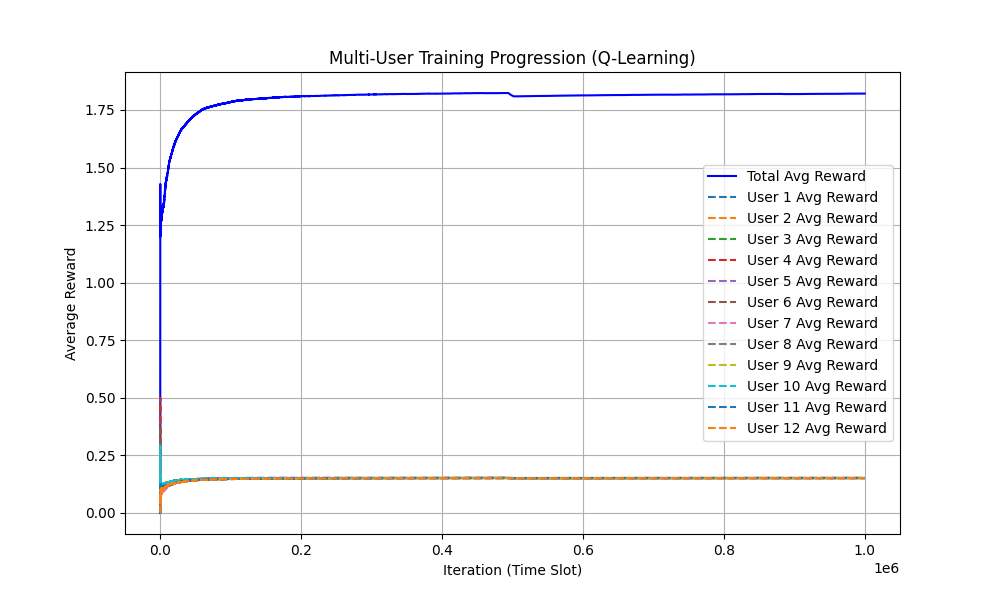 Multi-User Training Progression (Q-Learning)
Average Reward
1.75
1.50
1.25
1.00
0.75
0.50
0.25
0.00
Total Avg Reward
User 1 Avg Reward
User 2 Avg Reward
User 3 Avg Reward
User 4 Avg Reward
User 5 Avg Reward
User 6 Avg Reward
User 7 Avg Reward
User 8 Avg Reward
User 9 Avg Reward
User 10 Avg Reward
User 11 Avg Reward
User 12 Avg Reward
0.0 0.2 0.4 0.6 0.8 1.0
1e6
Iteration (Time Slot)